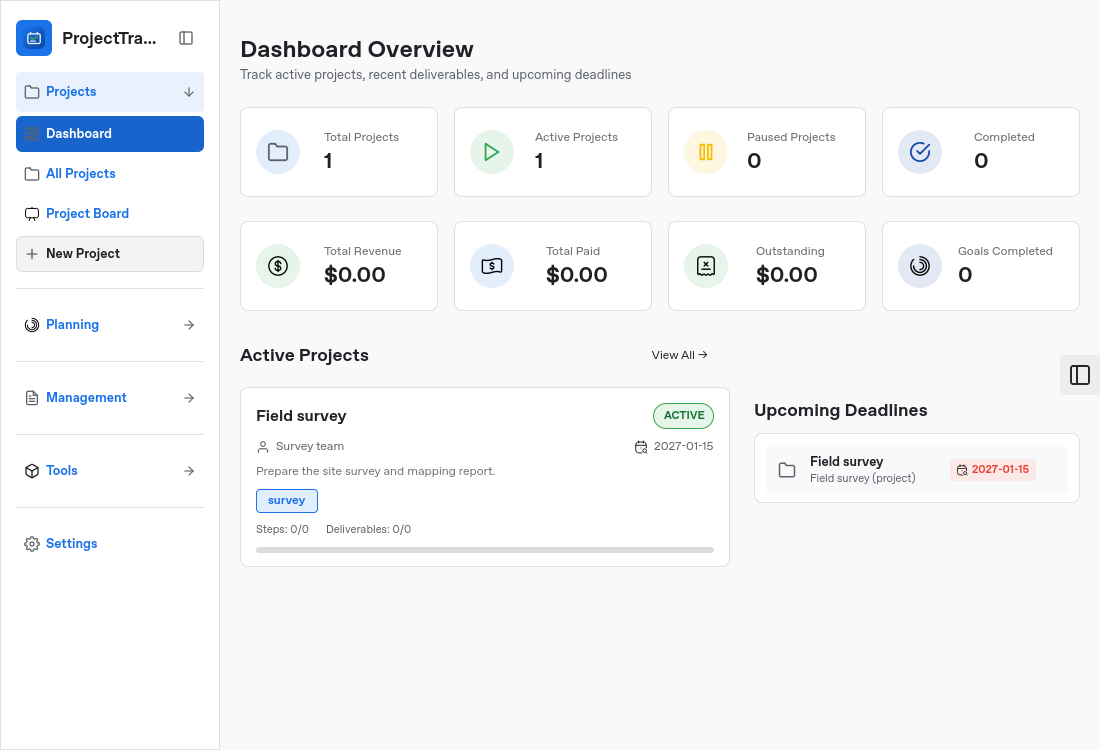 ProjectTra...
Projects
Dashboard
All Projects
Project Board
New Project
Planning
Management
Tools
Settings
Dashboard Overview
Track active projects, recent deliverables, and upcoming deadlines
Total Projects
1
Active Projects
1
Paused Projects
0
Completed
0
Total Revenue
$0.00
Total Paid
$0.00
Outstanding
$0.00
Goals Completed
0
Active Projects
View All →
Field survey
ACTIVE
Survey team
2027-01-15
Prepare the site survey and mapping report.
survey
Steps: 0/0 Deliverables: 0/0
Upcoming Deadlines
Field survey
Field survey (project)
2027-01-15